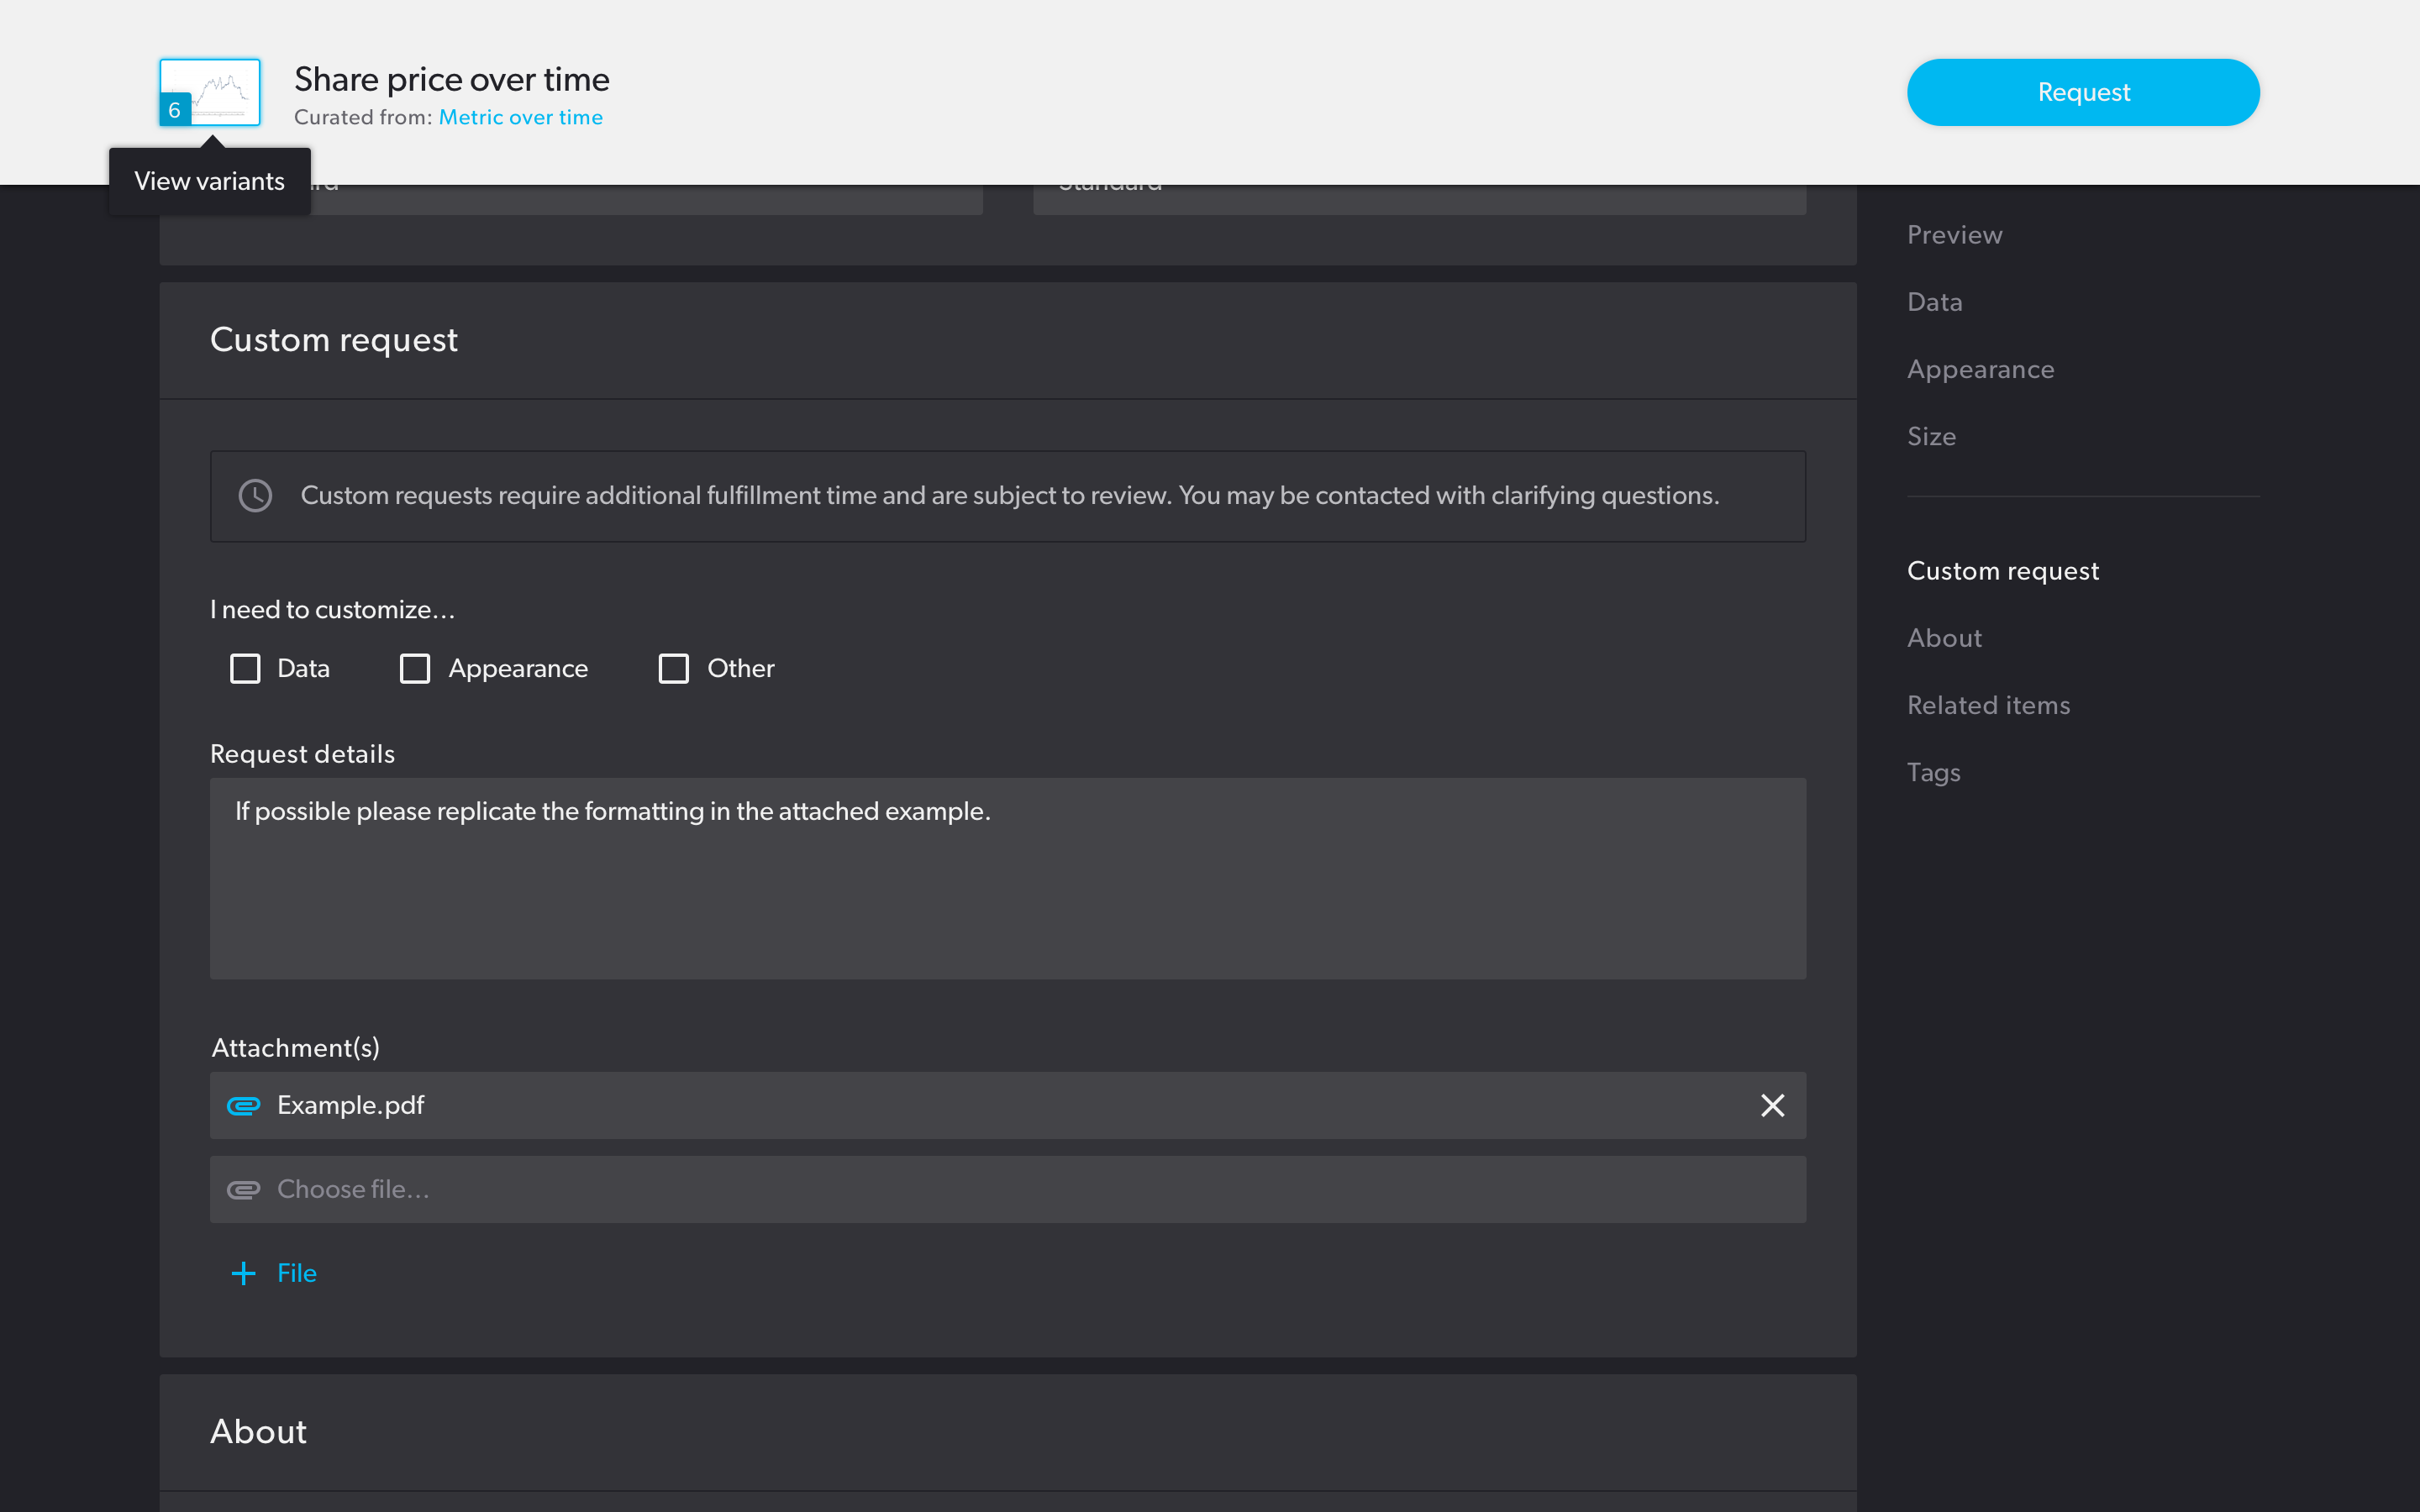 6
Share price over time
Curated from: Metric over time
Request
View variants
Standard
Preview
Data
Appearance
Size
Custom request
Custom request
Custom requests require additional fulfillment time and are subject to review. You may be contacted with clarifying questions.
I need to customize...
Data
Appearance
Other
About
Related items
Tags
Request details
If possible please replicate the formatting in the attached example.
Attachment(s)
Example.pdf
Choose file...
+ File
About